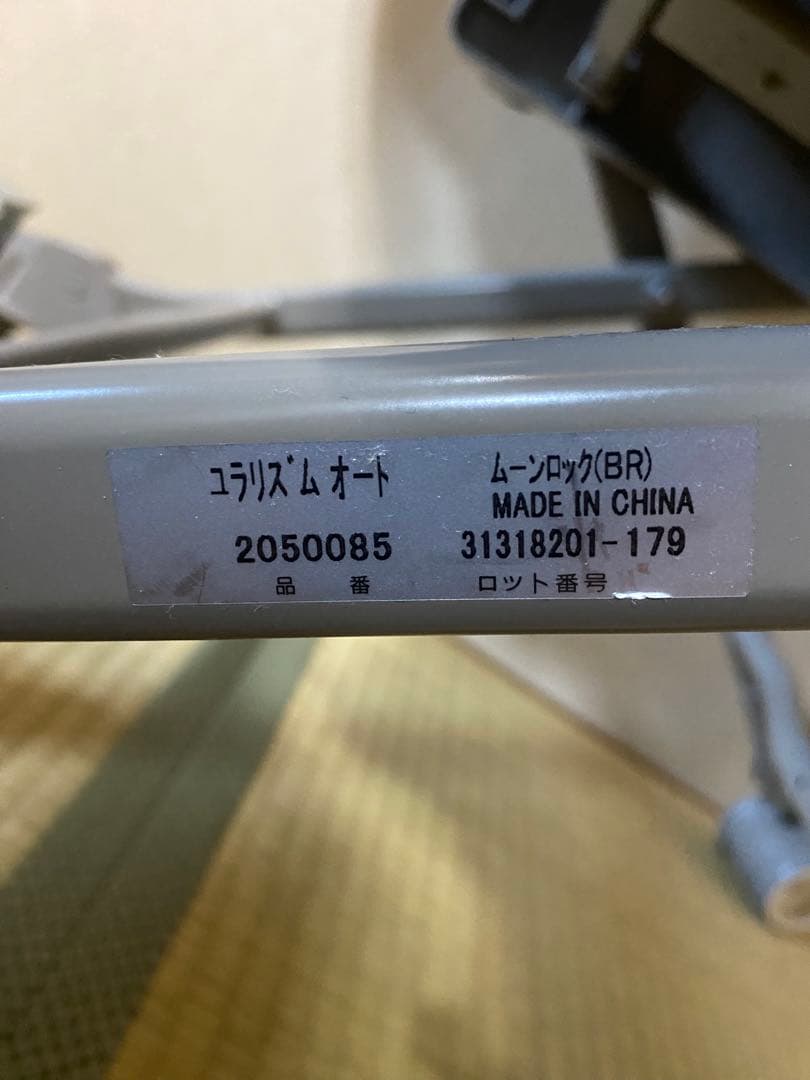 ユラリズム オート ムーンロック(BR)
MADE IN CHINA
2050085 31318201-179
品 番 ロット番号